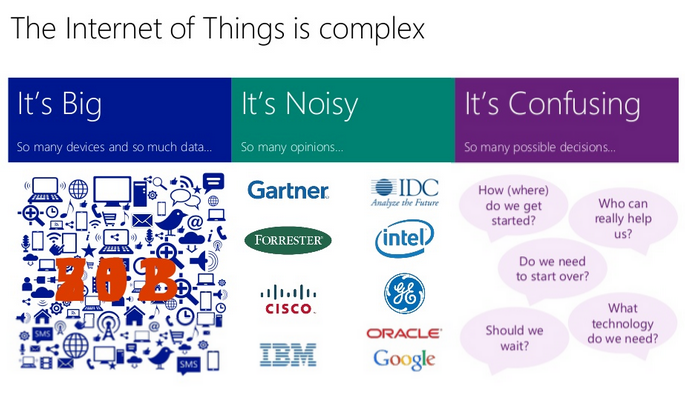 The Internet of Things is complex
It's Big
So many devices and so much data...
It's Noisy
So many opinions...
It's Confusing
So many possible decisions...
SMS
SMS
Gartner
IDC
Analyze the Future
FORRESTER
intel
CISCO
GE
IBM
ORACLE
Google
How (where)
do we get
started?
Who can
really help
us?
Do we need
to start over?
Should we
wait?
What
technology
do we need?